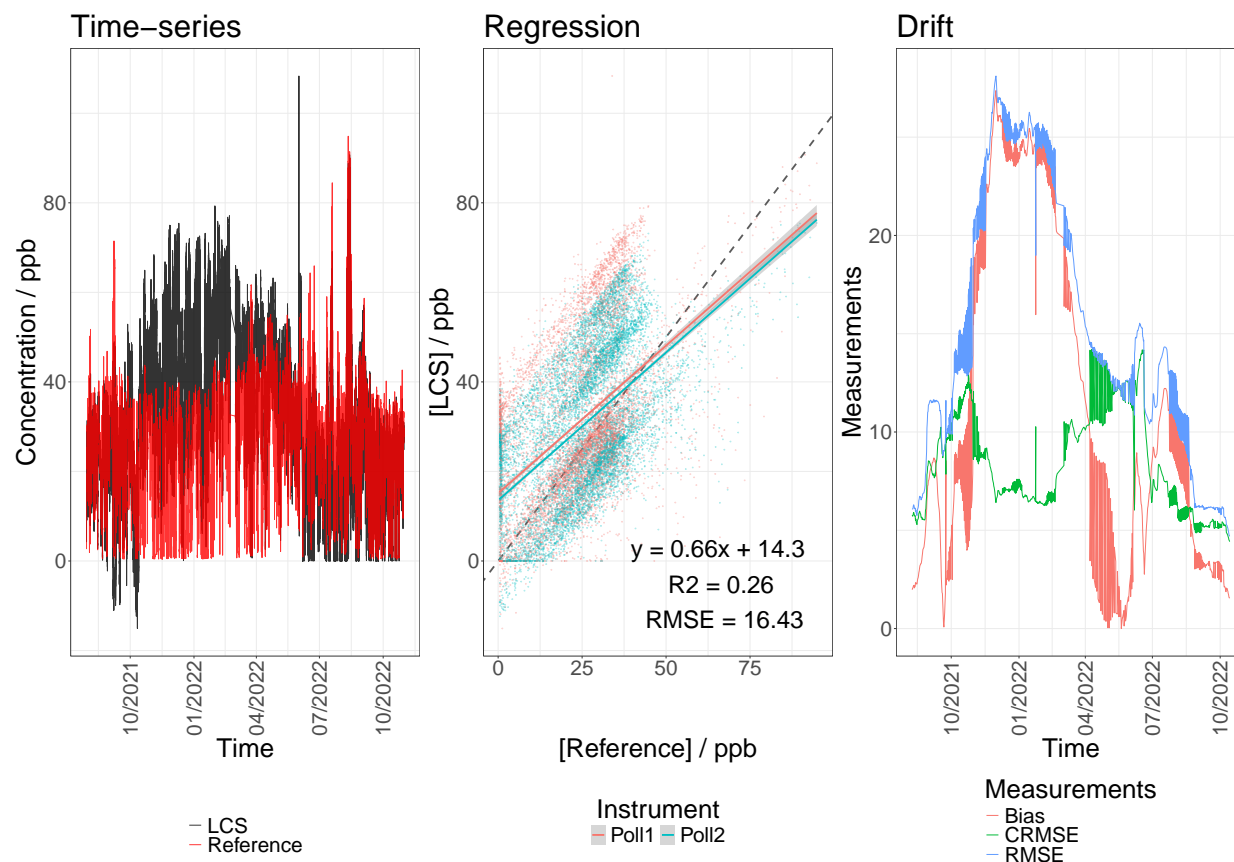 Time−series
Concentration / ppb
80
40
0
10/2021
01/2022
04/2022
07/2022
10/2022
Time
LCS
Reference
Regression
[LCS] / ppb
80
40
0
y = 0.66x + 14.3
R2 = 0.26
RMSE = 16.43
0
25
50
75
[Reference] / ppb
Instrument
Poll1
Poll2
Drift
Measurements
20
10
0
10/2021
01/2022
04/2022
07/2022
10/2022
Time
Measurements
Bias
CRMSE
RMSE